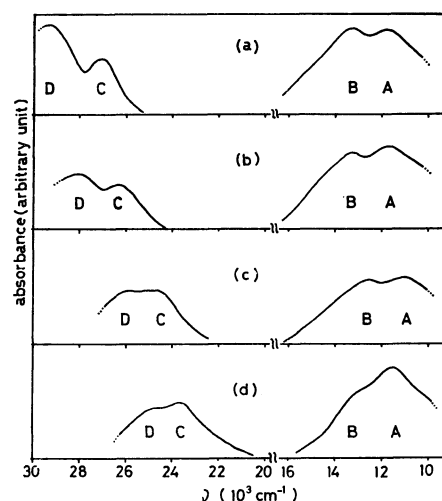 absorbance (arbitrary unit)
(a)
D C B A
(b)
D C B A
(c)
D C B A
(d)
D C B A
30 28 26 24 22 20 16 14 12 10
ν̃ (10³ cm⁻¹)